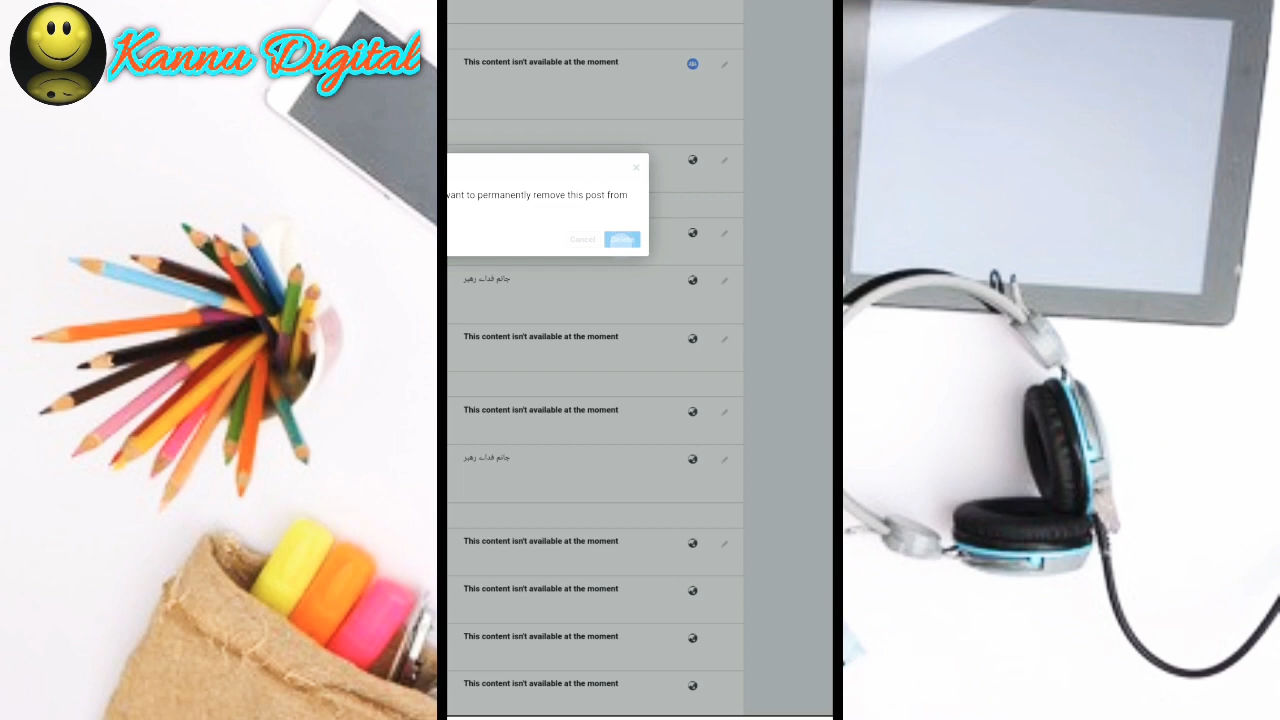 Kannu Digital
This content isn't available at the moment
want to permanently remove this post from
Cancel
جانم فداے رهبر
This content isn't available at the moment
This content isn't available at the moment
جانم فداے رهبر
This content isn't available at the moment
This content isn't available at the moment
This content isn't available at the moment
This content isn't available at the moment